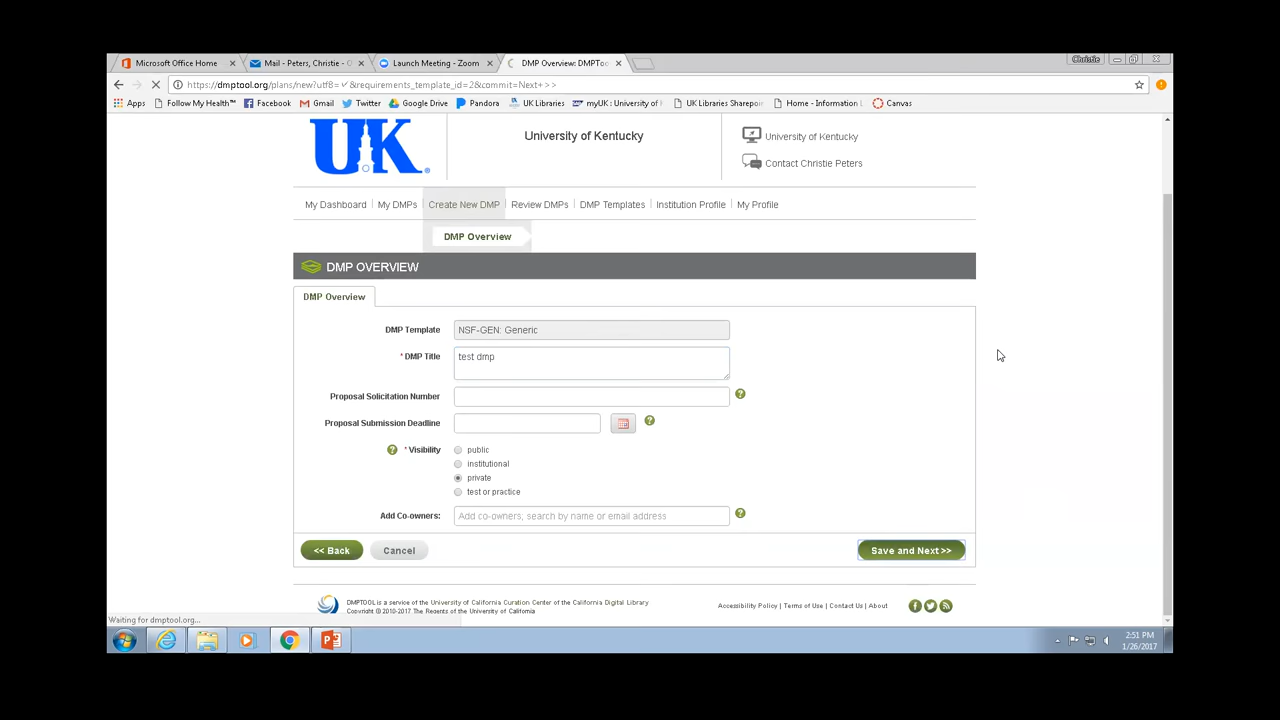 Microsoft Office Home
Mail - Peters, Christie - O
Launch Meeting - Zoom
DMP Overview: DMPToo
Christie
https://dmptool.org/plans/new?utf8=✓&requirements_template_id=2&commit=Next+>>
Apps
Follow My Health™
Facebook
Gmail
Twitter
Google Drive
Pandora
UK Libraries
myUK : University of
UK Libraries Sharepoi
Home - Information L
Canvas
UK
University of Kentucky
University of Kentucky
Contact Christie Peters
My Dashboard | My DMPs | Create New DMP | Review DMPs | DMP Templates | Institution Profile | My Profile
DMP Overview
DMP OVERVIEW
DMP Overview
DMP Template NSF-GEN: Generic
* DMP Title test dmp
Proposal Solicitation Number ?
Proposal Submission Deadline ?
? * Visibility public
institutional
private
test or practice
Add Co-owners: Add co-owners; search by name or email address ?
<< Back Cancel Save and Next >>
DMPTOOL is a service of the University of California Curation Center of the California Digital Library
Copyright © 2010-2017 The Regents of the University of California
Accessibility Policy | Terms of Use | Contact Us | About
Waiting for dmptool.org...
2:51 PM
1/26/2017